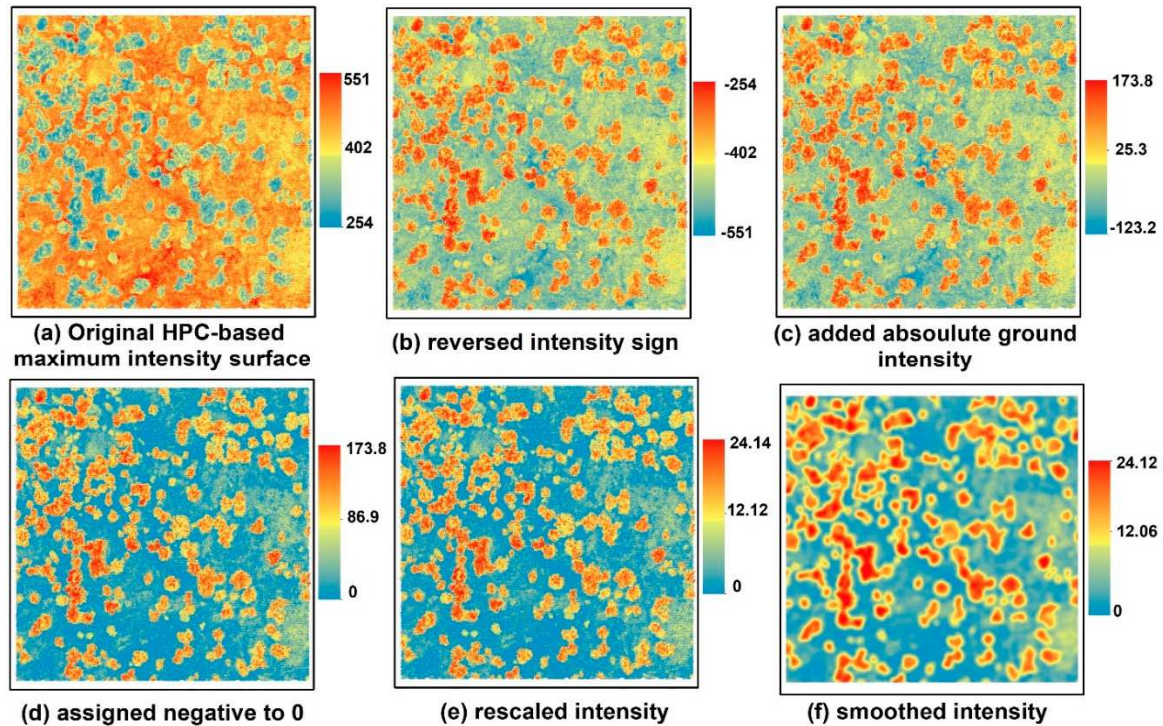 551
402
254
(a) Original HPC-based
maximum intensity surface
-254
-402
-551
(b) reversed intensity sign
173.8
25.3
-123.2
(c) added absoulute ground
intensity
173.8
86.9
0
(d) assigned negative to 0
24.14
12.12
0
(e) rescaled intensity
24.12
12.06
0
(f) smoothed intensity